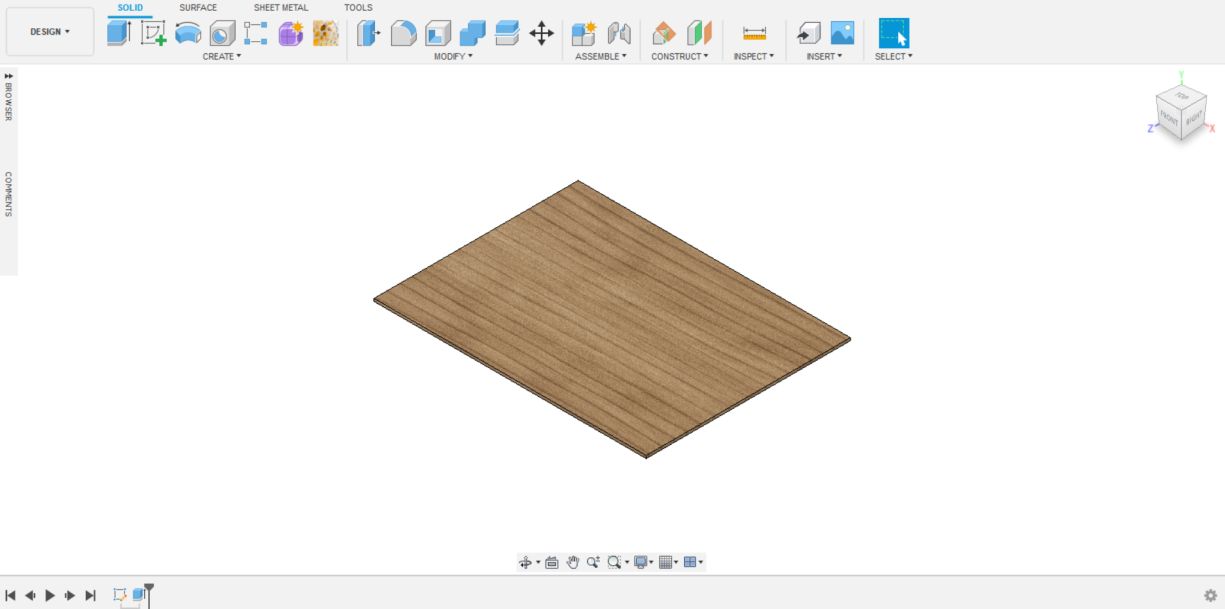 SOLID SURFACE SHEET METAL TOOLS
DESIGN
CREATE MODIFY ASSEMBLE CONSTRUCT INSPECT INSERT SELECT
BROWSER
COMMENTS
Y
TOP
FRONT RIGHT
Z X